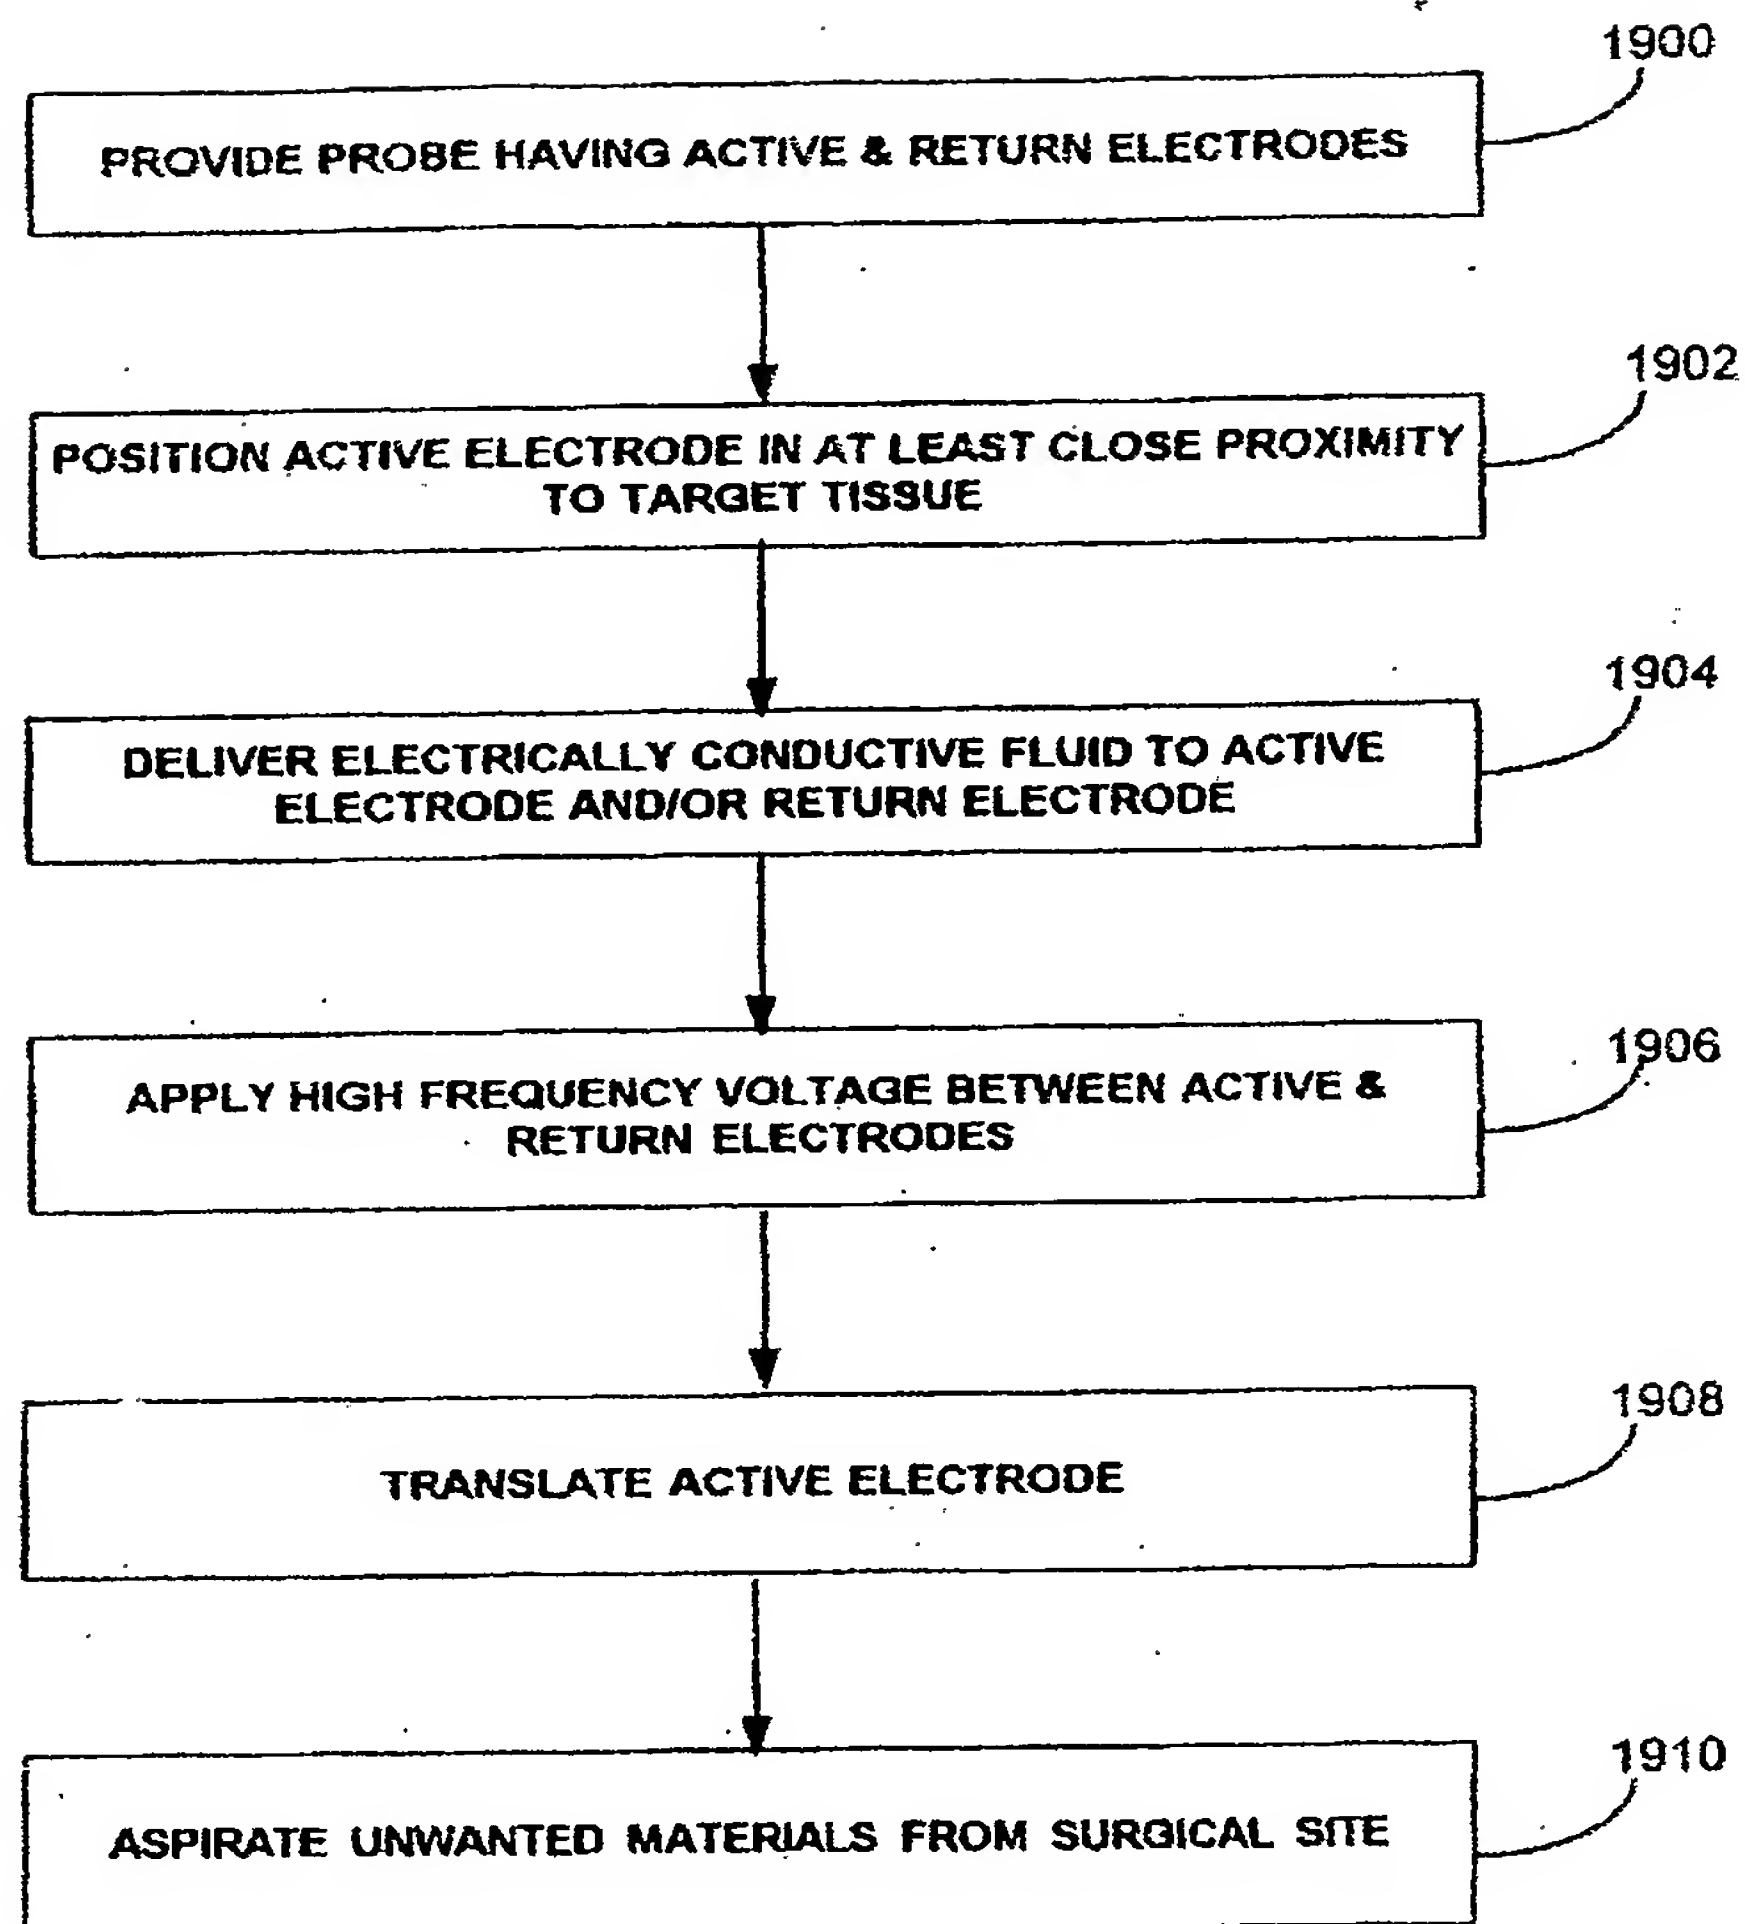 1900
PROVIDE PROBE HAVING ACTIVE & RETURN ELECTRODES
1902
POSITION ACTIVE ELECTRODE IN AT LEAST CLOSE PROXIMITY
TO TARGET TISSUE
1904
DELIVER ELECTRICALLY CONDUCTIVE FLUID TO ACTIVE
ELECTRODE AND/OR RETURN ELECTRODE
1906
APPLY HIGH FREQUENCY VOLTAGE BETWEEN ACTIVE &
RETURN ELECTRODES
1908
TRANSLATE ACTIVE ELECTRODE
1910
ASPIRATE UNWANTED MATERIALS FROM SURGICAL SITE